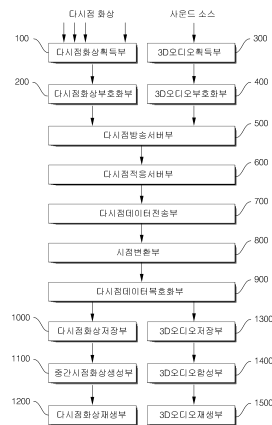 다시점 화상
사운드 소스
100
다시점화상획득부
300
3D오디오획득부
200
다시점화상부호화부
400
3D오디오부호화부
500
다시점방송서버부
600
다시점적응서버부
700
다시점데이터전송부
800
시점변환부
900
다시점데이터복호화부
1000
다시점화상저장부
1300
3D오디오저장부
1100
중간시점화상생성부
1400
3D오디오합성부
1200
다시점화상재생부
1500
3D오디오재생부